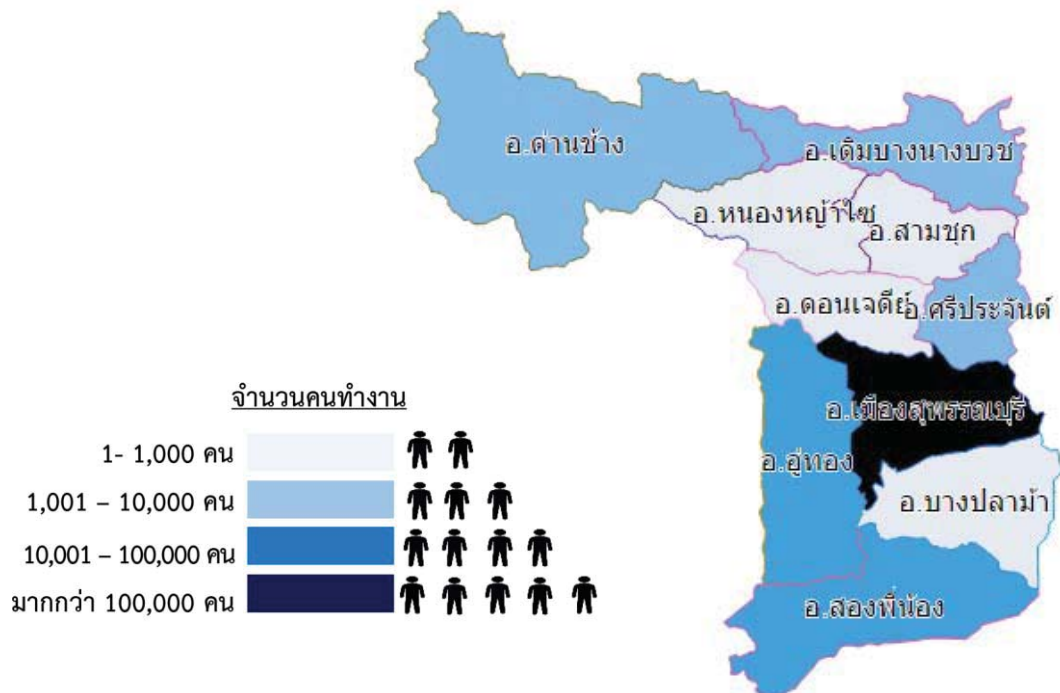 อ.ด่านช้าง
อ.เดิมบางนางบวช
อ.หนองหญ้าไซ
อ.สามชุก
อ.ดอนเจดีย์
อ.ศรีประจันต์
อ.เมืองสุพรรณบุรี
อ.อู่ทอง
อ.บางปลาม้า
อ.สองพี่น้อง
จำนวนคนทำงาน
1- 1,000 คน
1,001 – 10,000 คน
10,001 – 100,000 คน
มากกว่า 100,000 คน